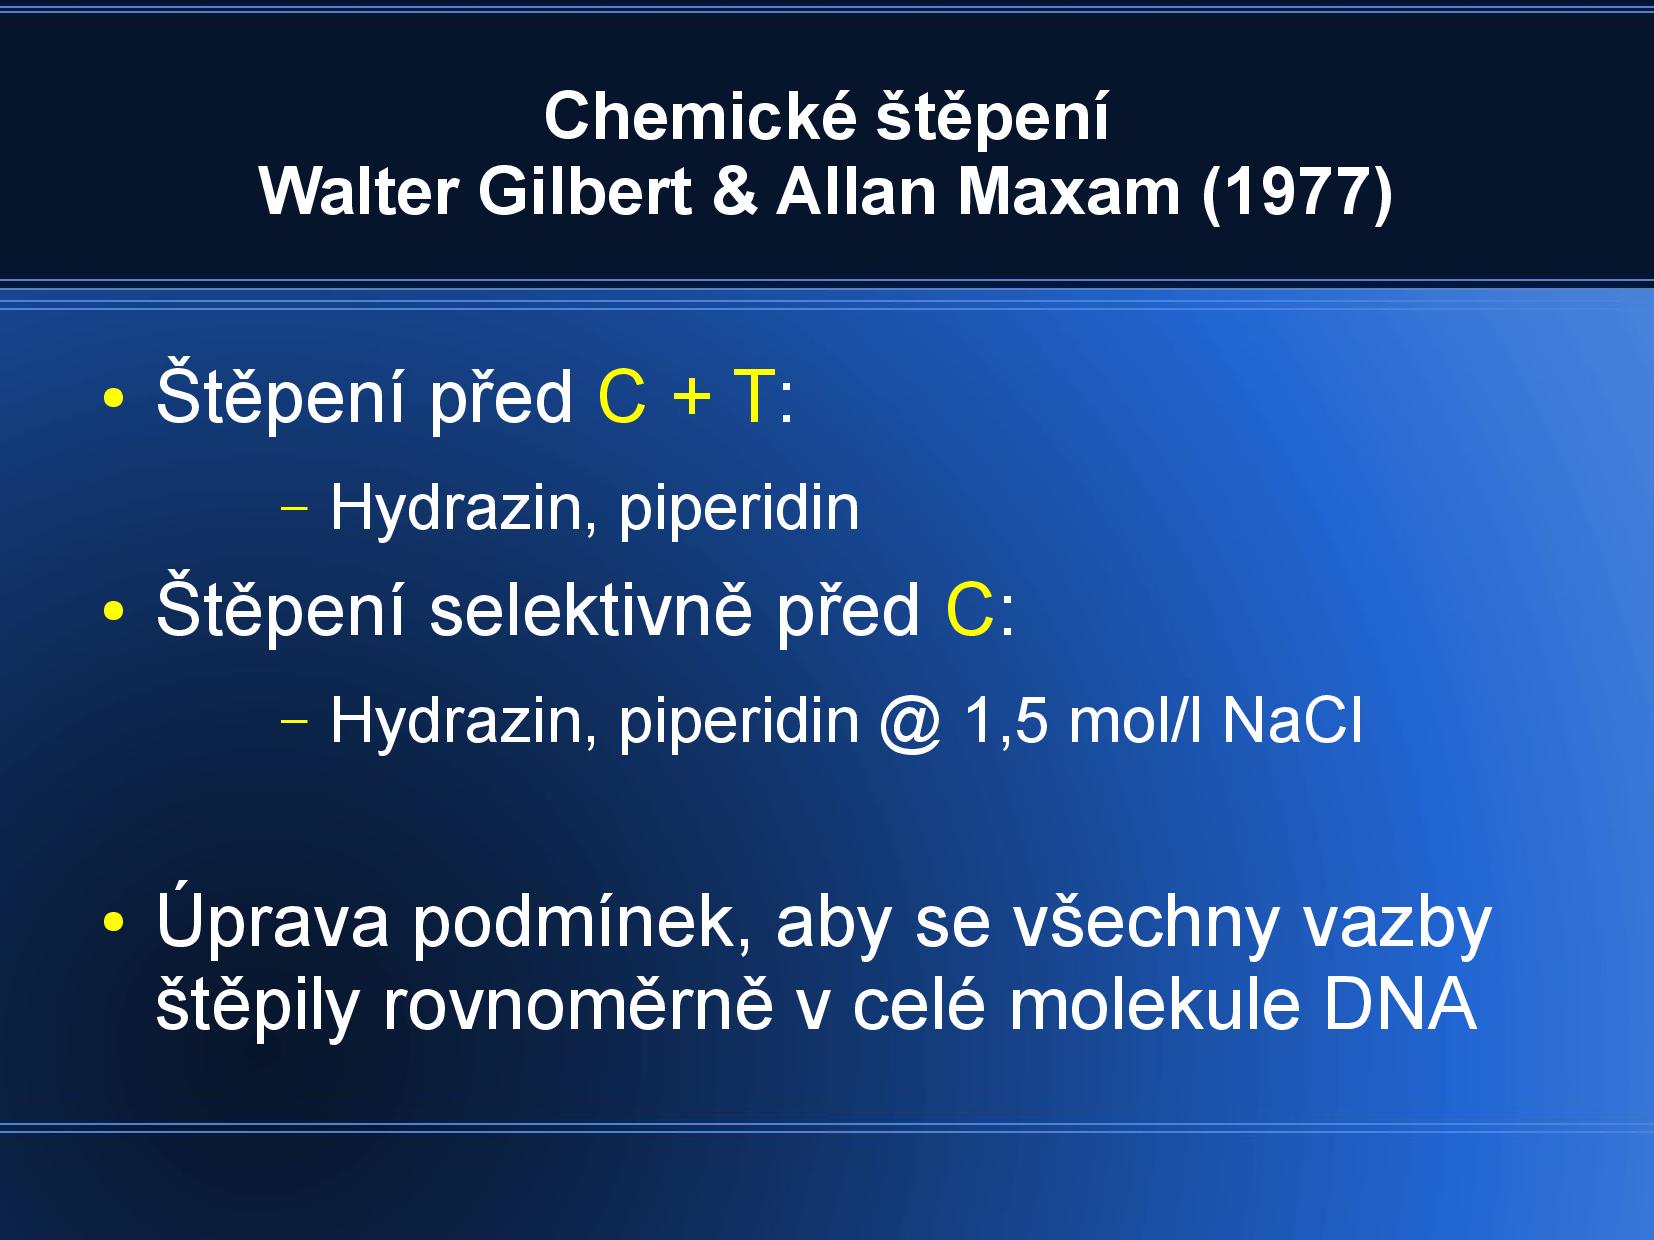 Chemické štěpení
Walter Gilbert & Allan Maxam (1977)
• Štěpení před C + T:
– Hydrazin, piperidin
• Štěpení selektivně před C:
– Hydrazin, piperidin @ 1,5 mol/l NaCl
• Úprava podmínek, aby se všechny vazby
štěpily rovnoměrně v celé molekule DNA